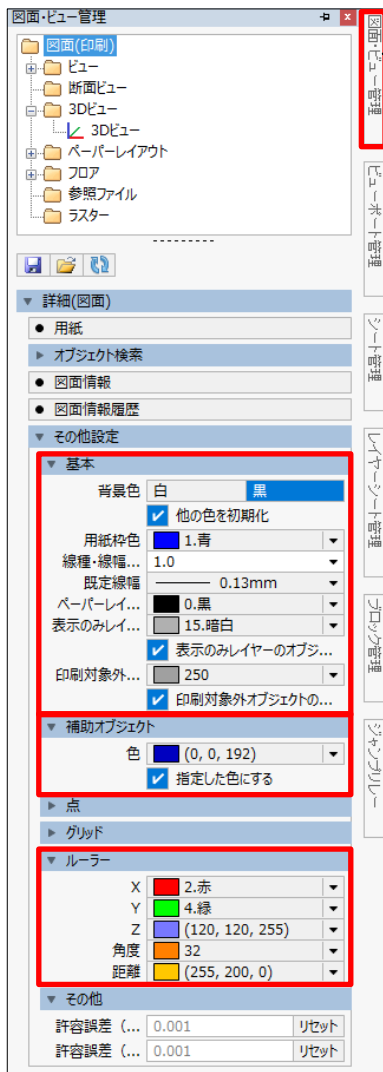 図面・ビュー管理
図面(印刷)
ビュー
断面ビュー
3Dビュー
3Dビュー
ペーパーレイアウト
フロア
参照ファイル
ラスター
詳細(図面)
用紙
オブジェクト検索
図面情報
図面情報履歴
その他設定
基本
背景色 白 黒
他の色を初期化
用紙枠色 1.青
線種・線幅... 1.0
既定線幅 0.13mm
ペーパーレイ... 0.黒
表示のみレイ... 15.暗白
表示のみレイヤーのオブジ...
印刷対象外... 250
印刷対象外オブジェクトの...
補助オブジェクト
色 (0, 0, 192)
指定した色にする
点
グリッド
ルーラー
X 2.赤
Y 4.緑
Z (120, 120, 255)
角度 32
距離 (255, 200, 0)
その他
許容誤差 (... 0.001 リセット
許容誤差 (... 0.001 リセット
図面・ビュー管理
ビューポート管理
シート管理
レイヤーシート管理
ブロック管理
ジャンプリレー